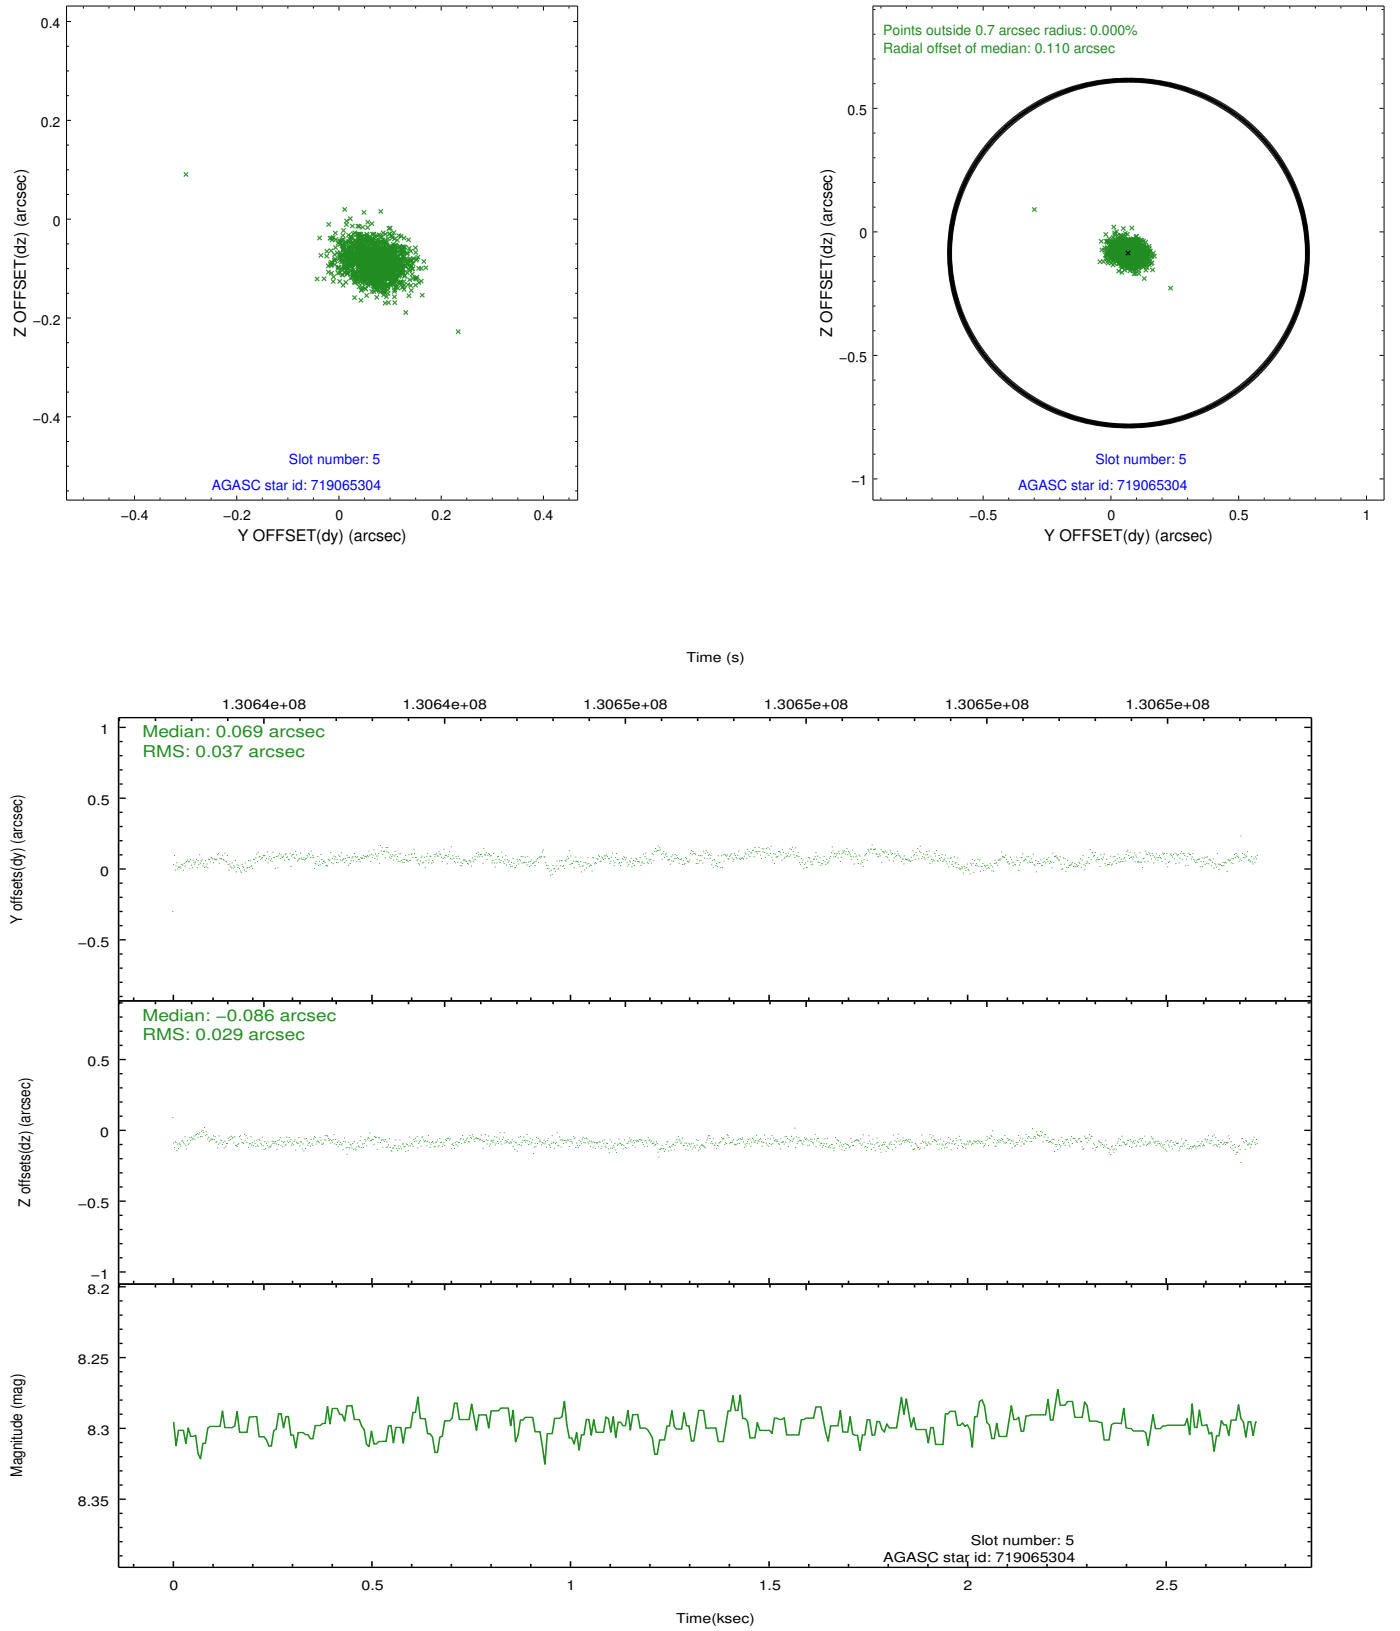 0.4
0.2
0
−0.2
−0.4
Z OFFSET(dz) (arcsec)
Slot number: 5
AGASC star id: 719065304
−0.4
−0.2
0
0.2
0.4
Y OFFSET(dy) (arcsec)
Points outside 0.7 arcsec radius: 0.000%
Radial offset of median: 0.110 arcsec
0.5
0
−0.5
−1
Z OFFSET(dz) (arcsec)
Slot number: 5
AGASC star id: 719065304
−0.5
0
0.5
1
Y OFFSET(dy) (arcsec)
Time (s)
1.3064e+08
1.3064e+08
1.3065e+08
1.3065e+08
1.3065e+08
1.3065e+08
Median: 0.069 arcsec
RMS: 0.037 arcsec
1
0.5
0
−0.5
Y offsets(dy) (arcsec)
Median: −0.086 arcsec
RMS: 0.029 arcsec
0.5
0
−0.5
−1
Z offsets(dz) (arcsec)
8.2
8.25
8.3
8.35
Magnitude (mag)
Slot number: 5
AGASC star id: 719065304
0
0.5
1
1.5
2
2.5
Time(ksec)